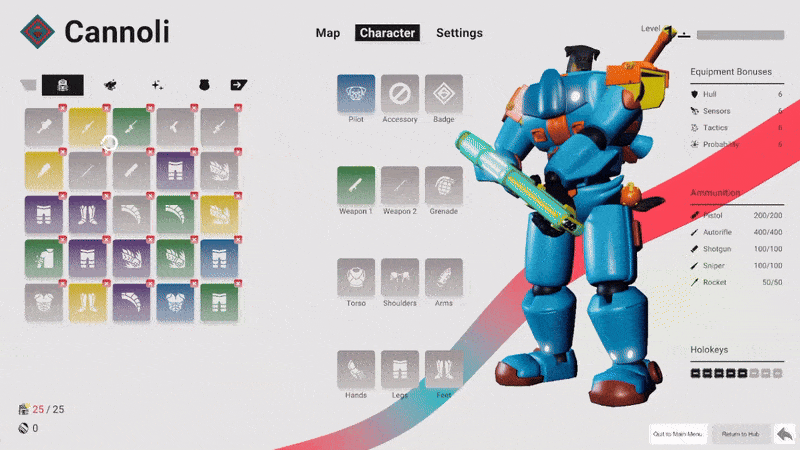 Cannoli
Map Character Settings
Level
Equipment Bonuses
Hull 6
Sensors 6
Tactics 6
Probability 6
Pilot Accessory Badge
Weapon 1 Weapon 2 Grenade
Ammunition
Pistol 200/200
Autorifle 400/400
Shotgun 100/100
Sniper 100/100
Rocket 50/50
Torso Shoulders Arms
Holokeys
Hands Legs Feet
25 / 25
0
Quit to Main Menu Return to Hub